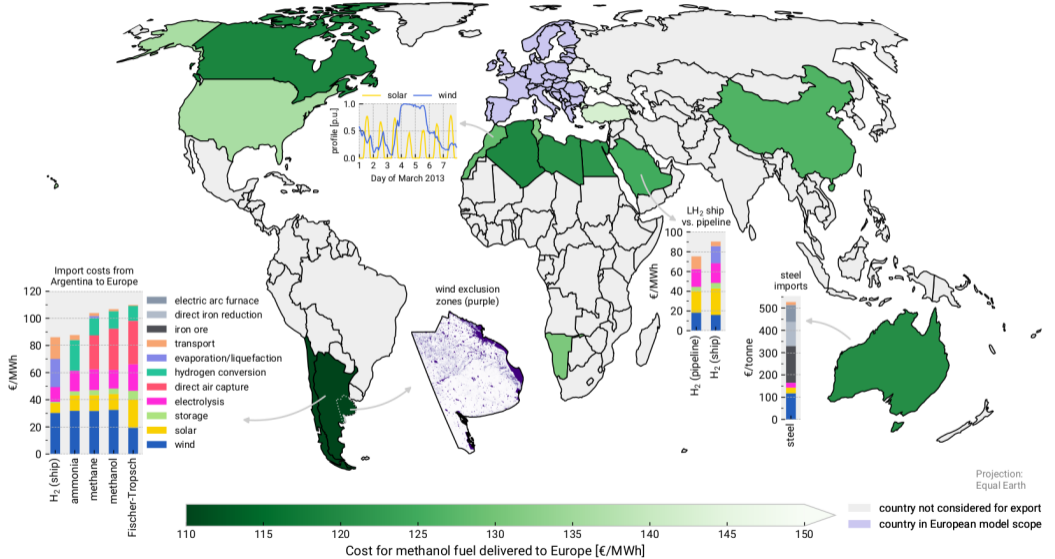 solar wind
profile [p.u.]
1.0
0.5
0.0
1 2 3 4 5 6 7
Day of March 2013
LH2 ship
vs. pipeline
€/MWh
100
80
60
40
20
0
H2 (pipeline)
H2 (ship)
steel
imports
€/tonne
500
400
300
200
100
0
steel
wind exclusion
zones (purple)
Import costs from
Argentina to Europe
€/MWh
120
100
80
60
40
20
0
H2 (ship)
ammonia
methane
methanol
Fischer-Tropsch
electric arc furnace
direct iron reduction
iron ore
transport
evaporation/liquefaction
hydrogen conversion
direct air capture
electrolysis
storage
solar
wind
Projection:
Equal Earth
country not considered for export
country in European model scope
110 115 120 125 130 135 140 145 150
Cost for methanol fuel delivered to Europe [€/MWh]